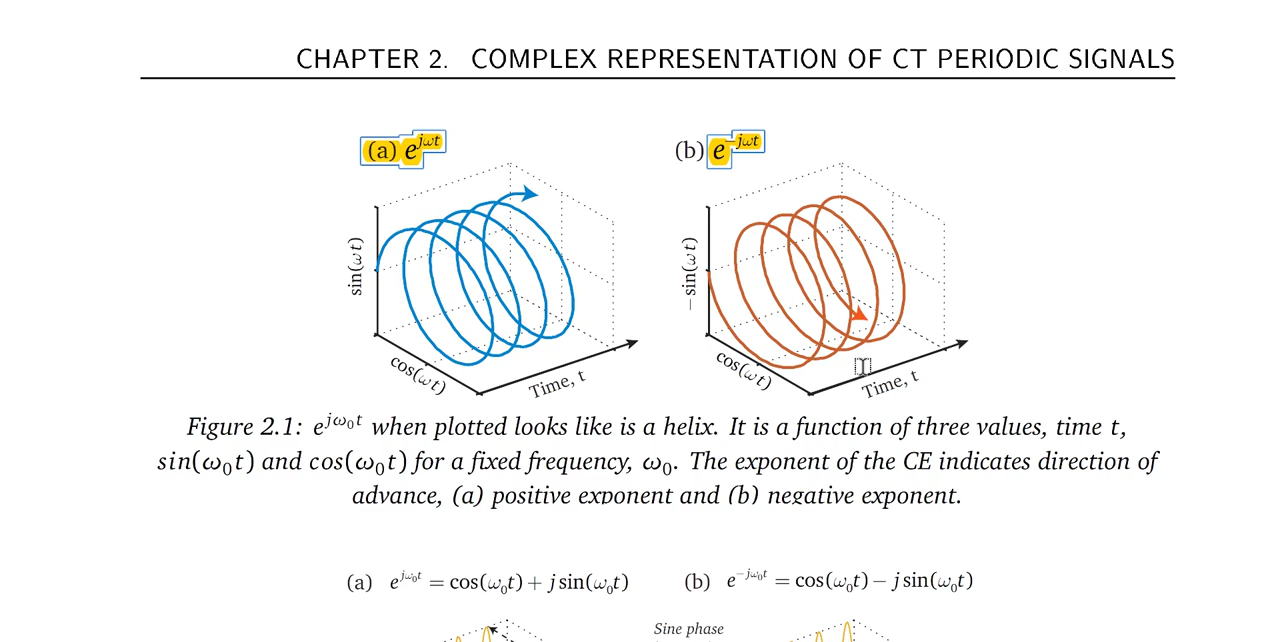 CHAPTER 2. COMPLEX REPRESENTATION OF CT PERIODIC SIGNALS
(a) e^{jωt}
(b) e^{−jωt}
sin(ωt)
cos(ωt)
Time, t
− sin(ωt)
cos(ωt)
Time, t
Figure 2.1: e^{jω₀t} when plotted looks like is a helix. It is a function of three values, time t,
sin(ω₀t) and cos(ω₀t) for a fixed frequency, ω₀. The exponent of the CE indicates direction of
advance, (a) positive exponent and (b) negative exponent.
(a) e^{jω₀t} = cos(ω₀t) + j sin(ω₀t)
(b) e^{−jω₀t} = cos(ω₀t) − j sin(ω₀t)
Sine phase